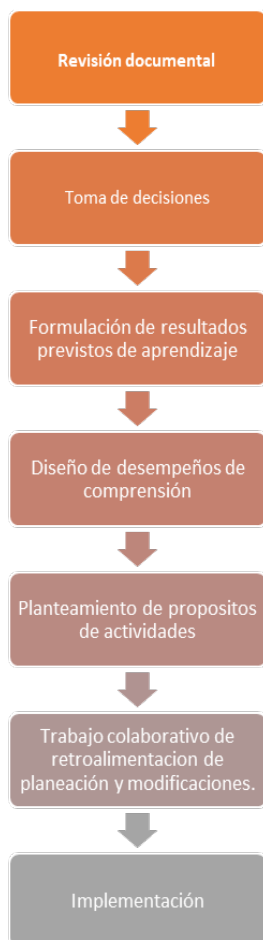 Revisión documental
Toma de decisiones
Formulación de resultados
previstos de aprendizaje
Diseño de desempeños de
comprensión
Planteamiento de propositos
de actividades
Trabajo colaborativo de
retroalimentacion de
planeación y modificaciones.
Implementación